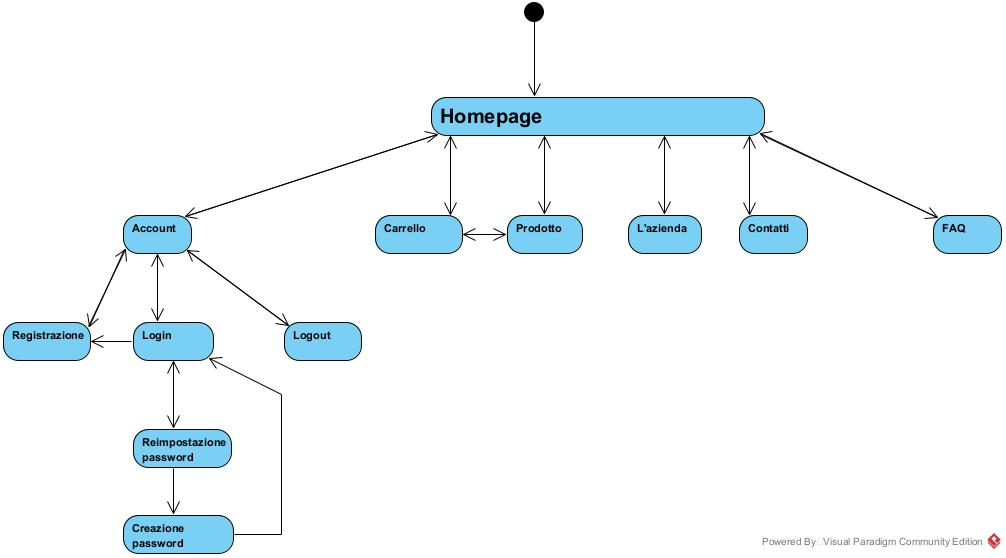 Homepage
Account
Carrello
Prodotto
L'azienda
Contatti
FAQ
Registrazione
Login
Logout
Reimpostazione
password
Creazione
password
Powered By Visual Paradigm Community Edition